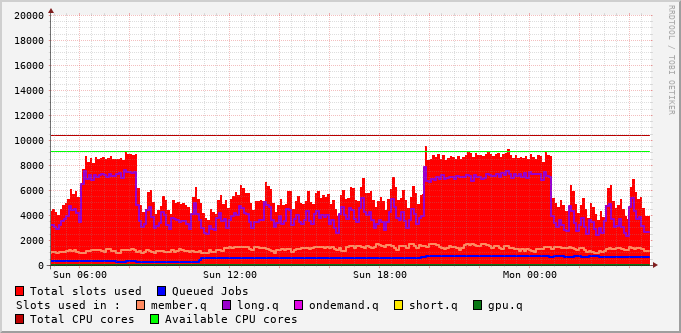 20000
18000
16000
14000
12000
10000
8000
6000
4000
2000
0
Sun 06:00 Sun 12:00 Sun 18:00 Mon 00:00
RRDTOOL / TOBI OETIKER
Total slots used Queued Jobs
Slots used in : member.q long.q ondemand.q short.q gpu.q
Total CPU cores Available CPU cores